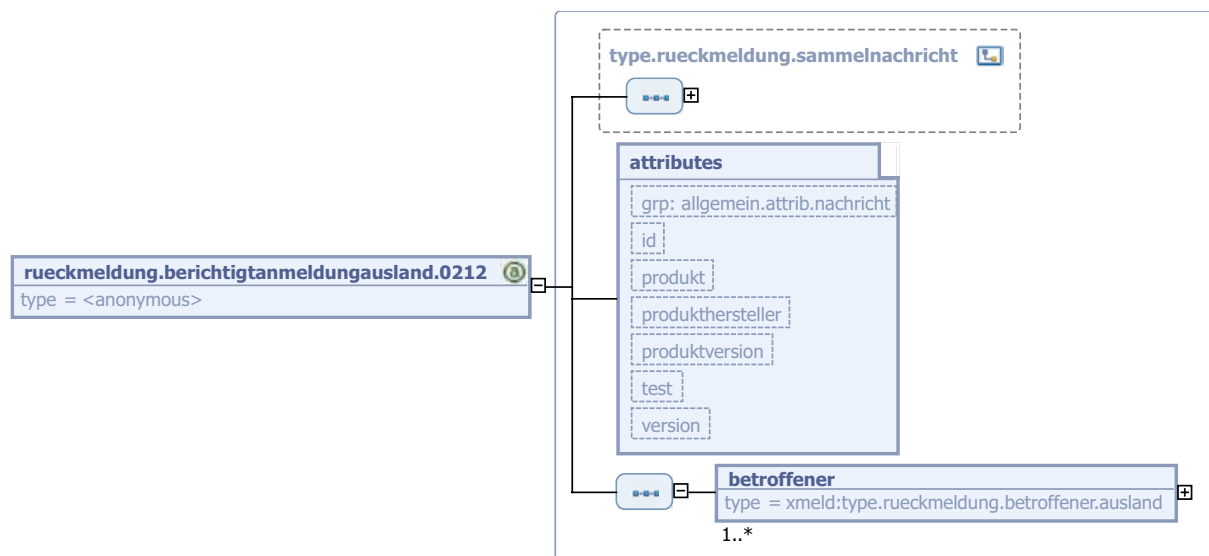 type.rueckmeldung.sammelnachricht
attributes
grp: allgemein.attrib.nachricht
id
produkt
produkthersteller
produktversion
test
version
rueckmeldung.berichtigtanmeldungausland.0212
type = <anonymous>
betroffener
type = xmeld:type.rueckmeldung.betroffener.ausland
1..*